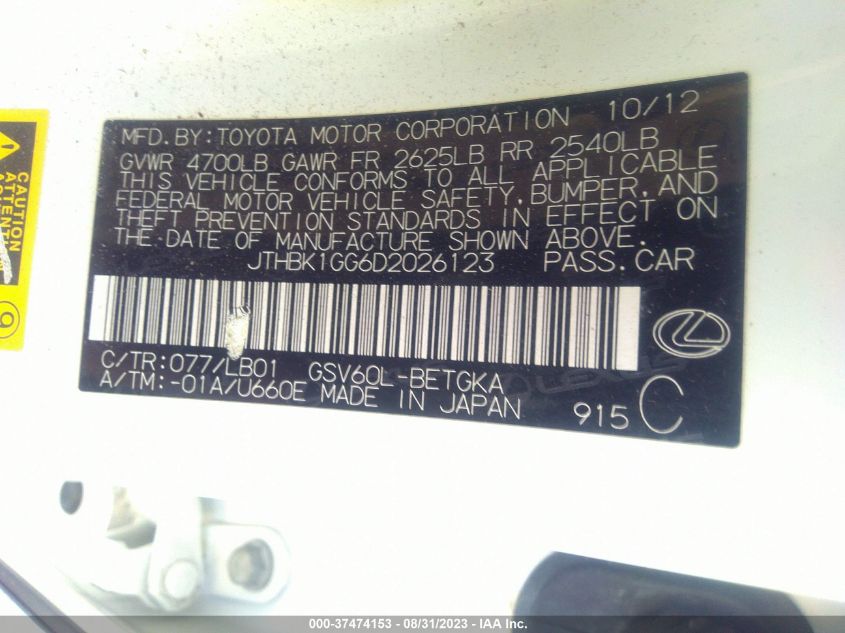 10/12
MFD.BY:TOYOTA MOTOR CORPORATION
GVWR 4700LB GAWR FR 2625LB RR 2540LB
THIS VEHICLE CONFORMS TO ALL APPLICABLE
FEDERAL MOTOR VEHICLE SAFETY, BUMPER, AND
THEFT PREVENTION STANDARDS IN EFFECT ON
THE DATE OF MANUFACTURE SHOWN ABOVE.
JTHBK1GG6D2026123 PASS.CAR
C/TR:077/LB01 GSV60L-BETGKA
A/TM:-01A/U660E MADE IN JAPAN
915 C
9
000-37474153 - 08/31/2023 - IAA Inc.